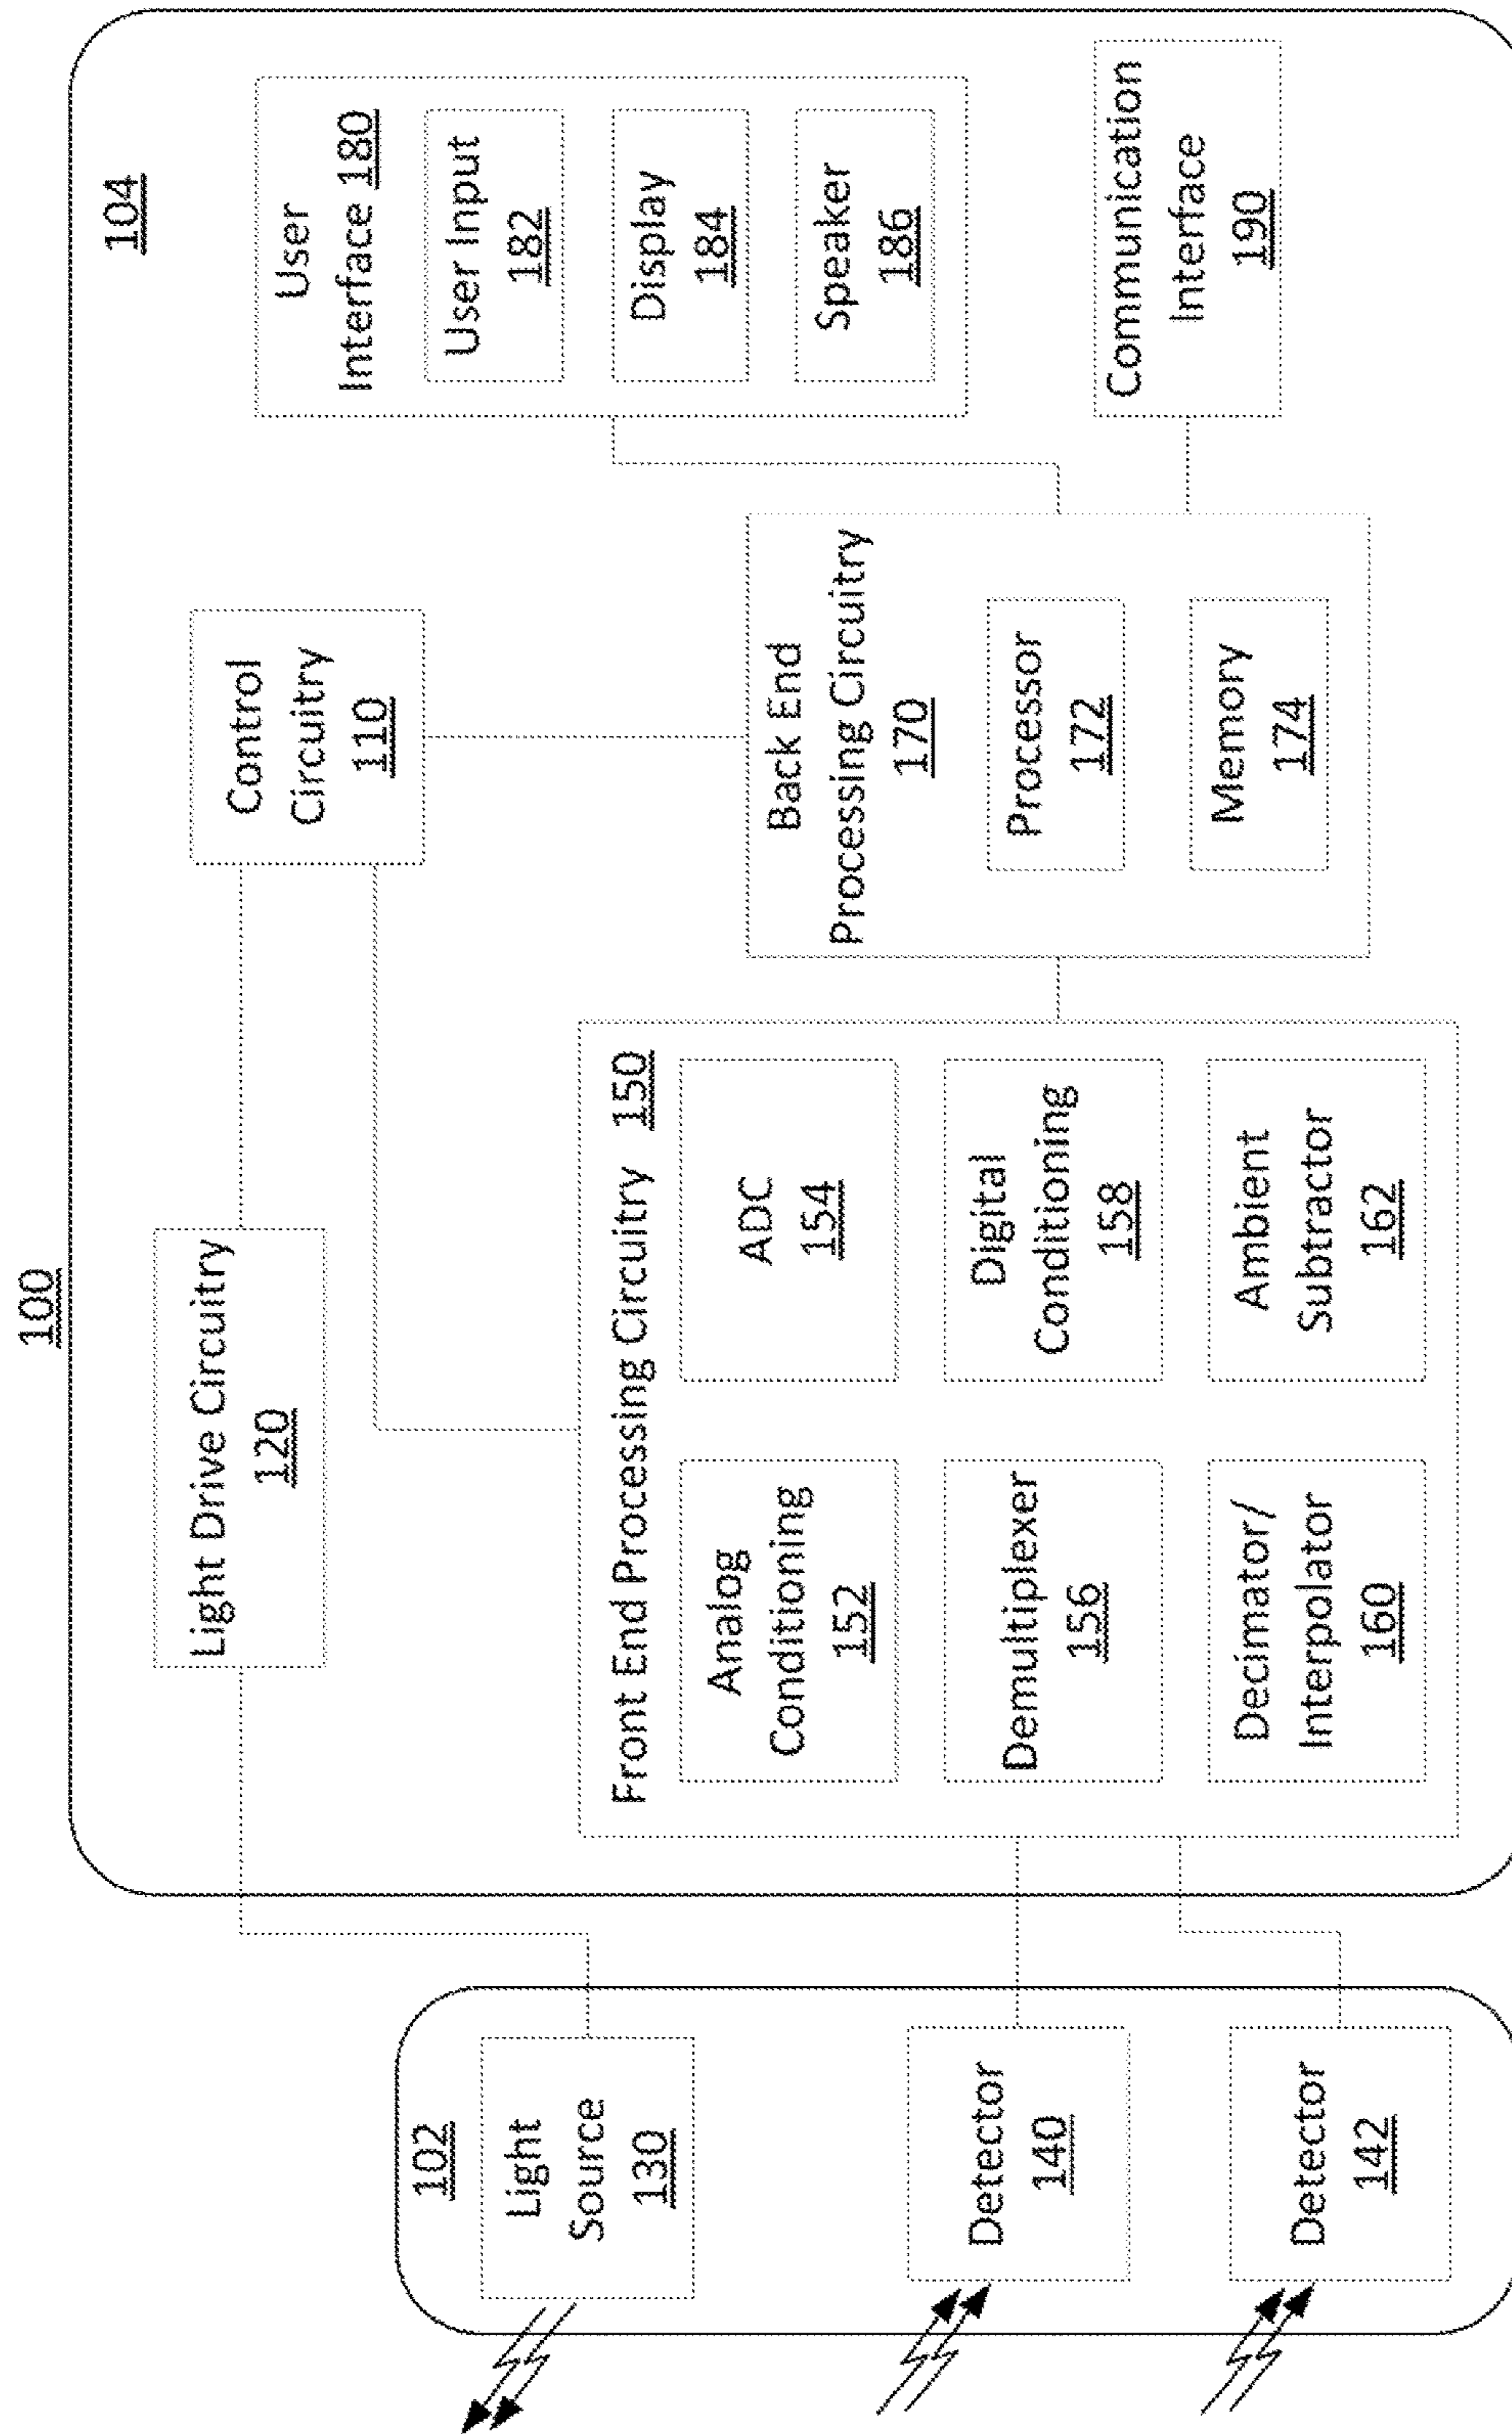 100
104
Light Drive Circuitry
120
Control
Circuitry
110
User
Interface 180
User Input
182
Display
184
Speaker
186
102
Light
Source
130
Detector
140
Detector
142
Front End Processing Circuitry 150
Analog
Conditioning
152
ADC
154
Demultiplexer
156
Digital
Conditioning
158
Decimator/
Interpolator
160
Ambient
Subtractor
162
Back End
Processing Circuitry
170
Processor
172
Memory
174
Communication
Interface
190